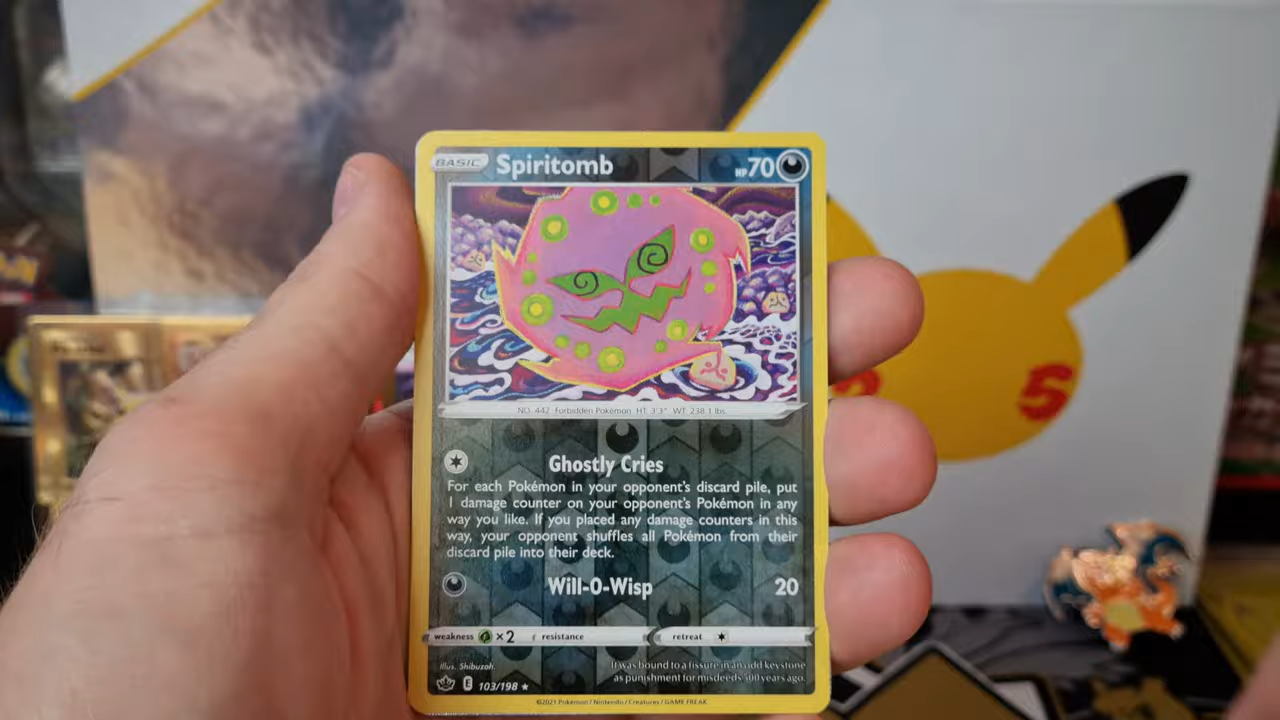 BASIC Spiritomb HP 70
NO. 442 Forbidden Pokémon HT: 3'3" WT: 238.1 lbs.
Ghostly Cries
For each Pokémon in your opponent's discard pile, put
1 damage counter on your opponent's Pokémon in any
way you like. If you placed any damage counters in this
way, your opponent shuffles all Pokémon from their
discard pile into their deck.
Will-O-Wisp 20
weakness ×2 resistance retreat
Illus. Shibuzoh.
It was bound to a fissure in an odd keystone
as punishment for misdeeds 500 years ago.
E 103/198 ★
©2021 Pokémon / Nintendo / Creatures / GAME FREAK
5